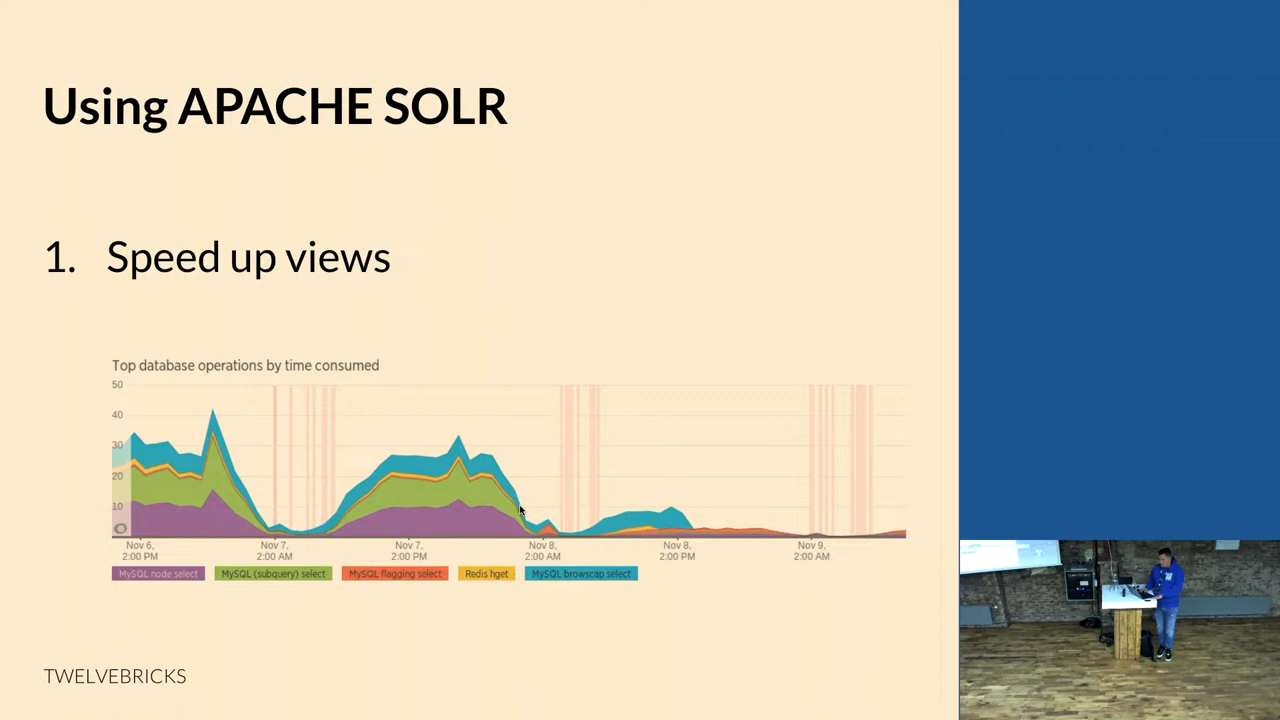 Using APACHE SOLR
1. Speed up views
Top database operations by time consumed
50
40
30
20
10
Nov 6, Nov 7, Nov 7, Nov 8, Nov 8, Nov 9,
2:00 PM 2:00 AM 2:00 PM 2:00 AM 2:00 PM 2:00 AM
MySQL node select MySQL (subquery) select MySQL flagging select Redis hget MySQL browscap select
TWELVEBRICKS